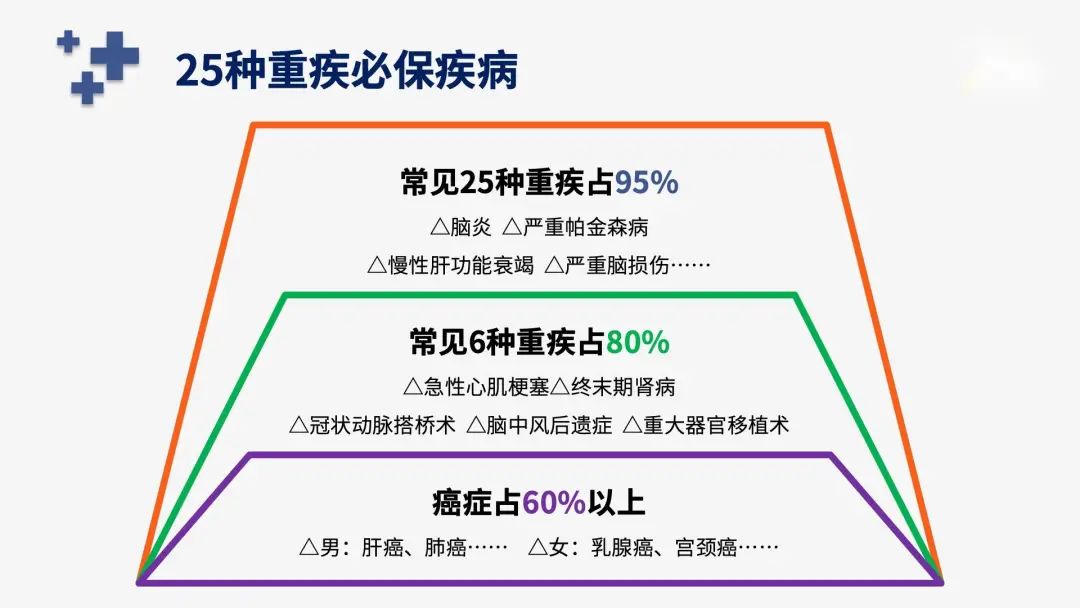 25种重疾必保疾病
常见25种重疾占95%
△脑炎 △严重帕金森病
△慢性肝功能衰竭 △严重脑损伤……
常见6种重疾占80%
△急性心肌梗塞△终末期肾病
△冠状动脉搭桥术 △脑中风后遗症 △重大器官移植术
癌症占60%以上
△男：肝癌、肺癌…… △女：乳腺癌、宫颈癌……